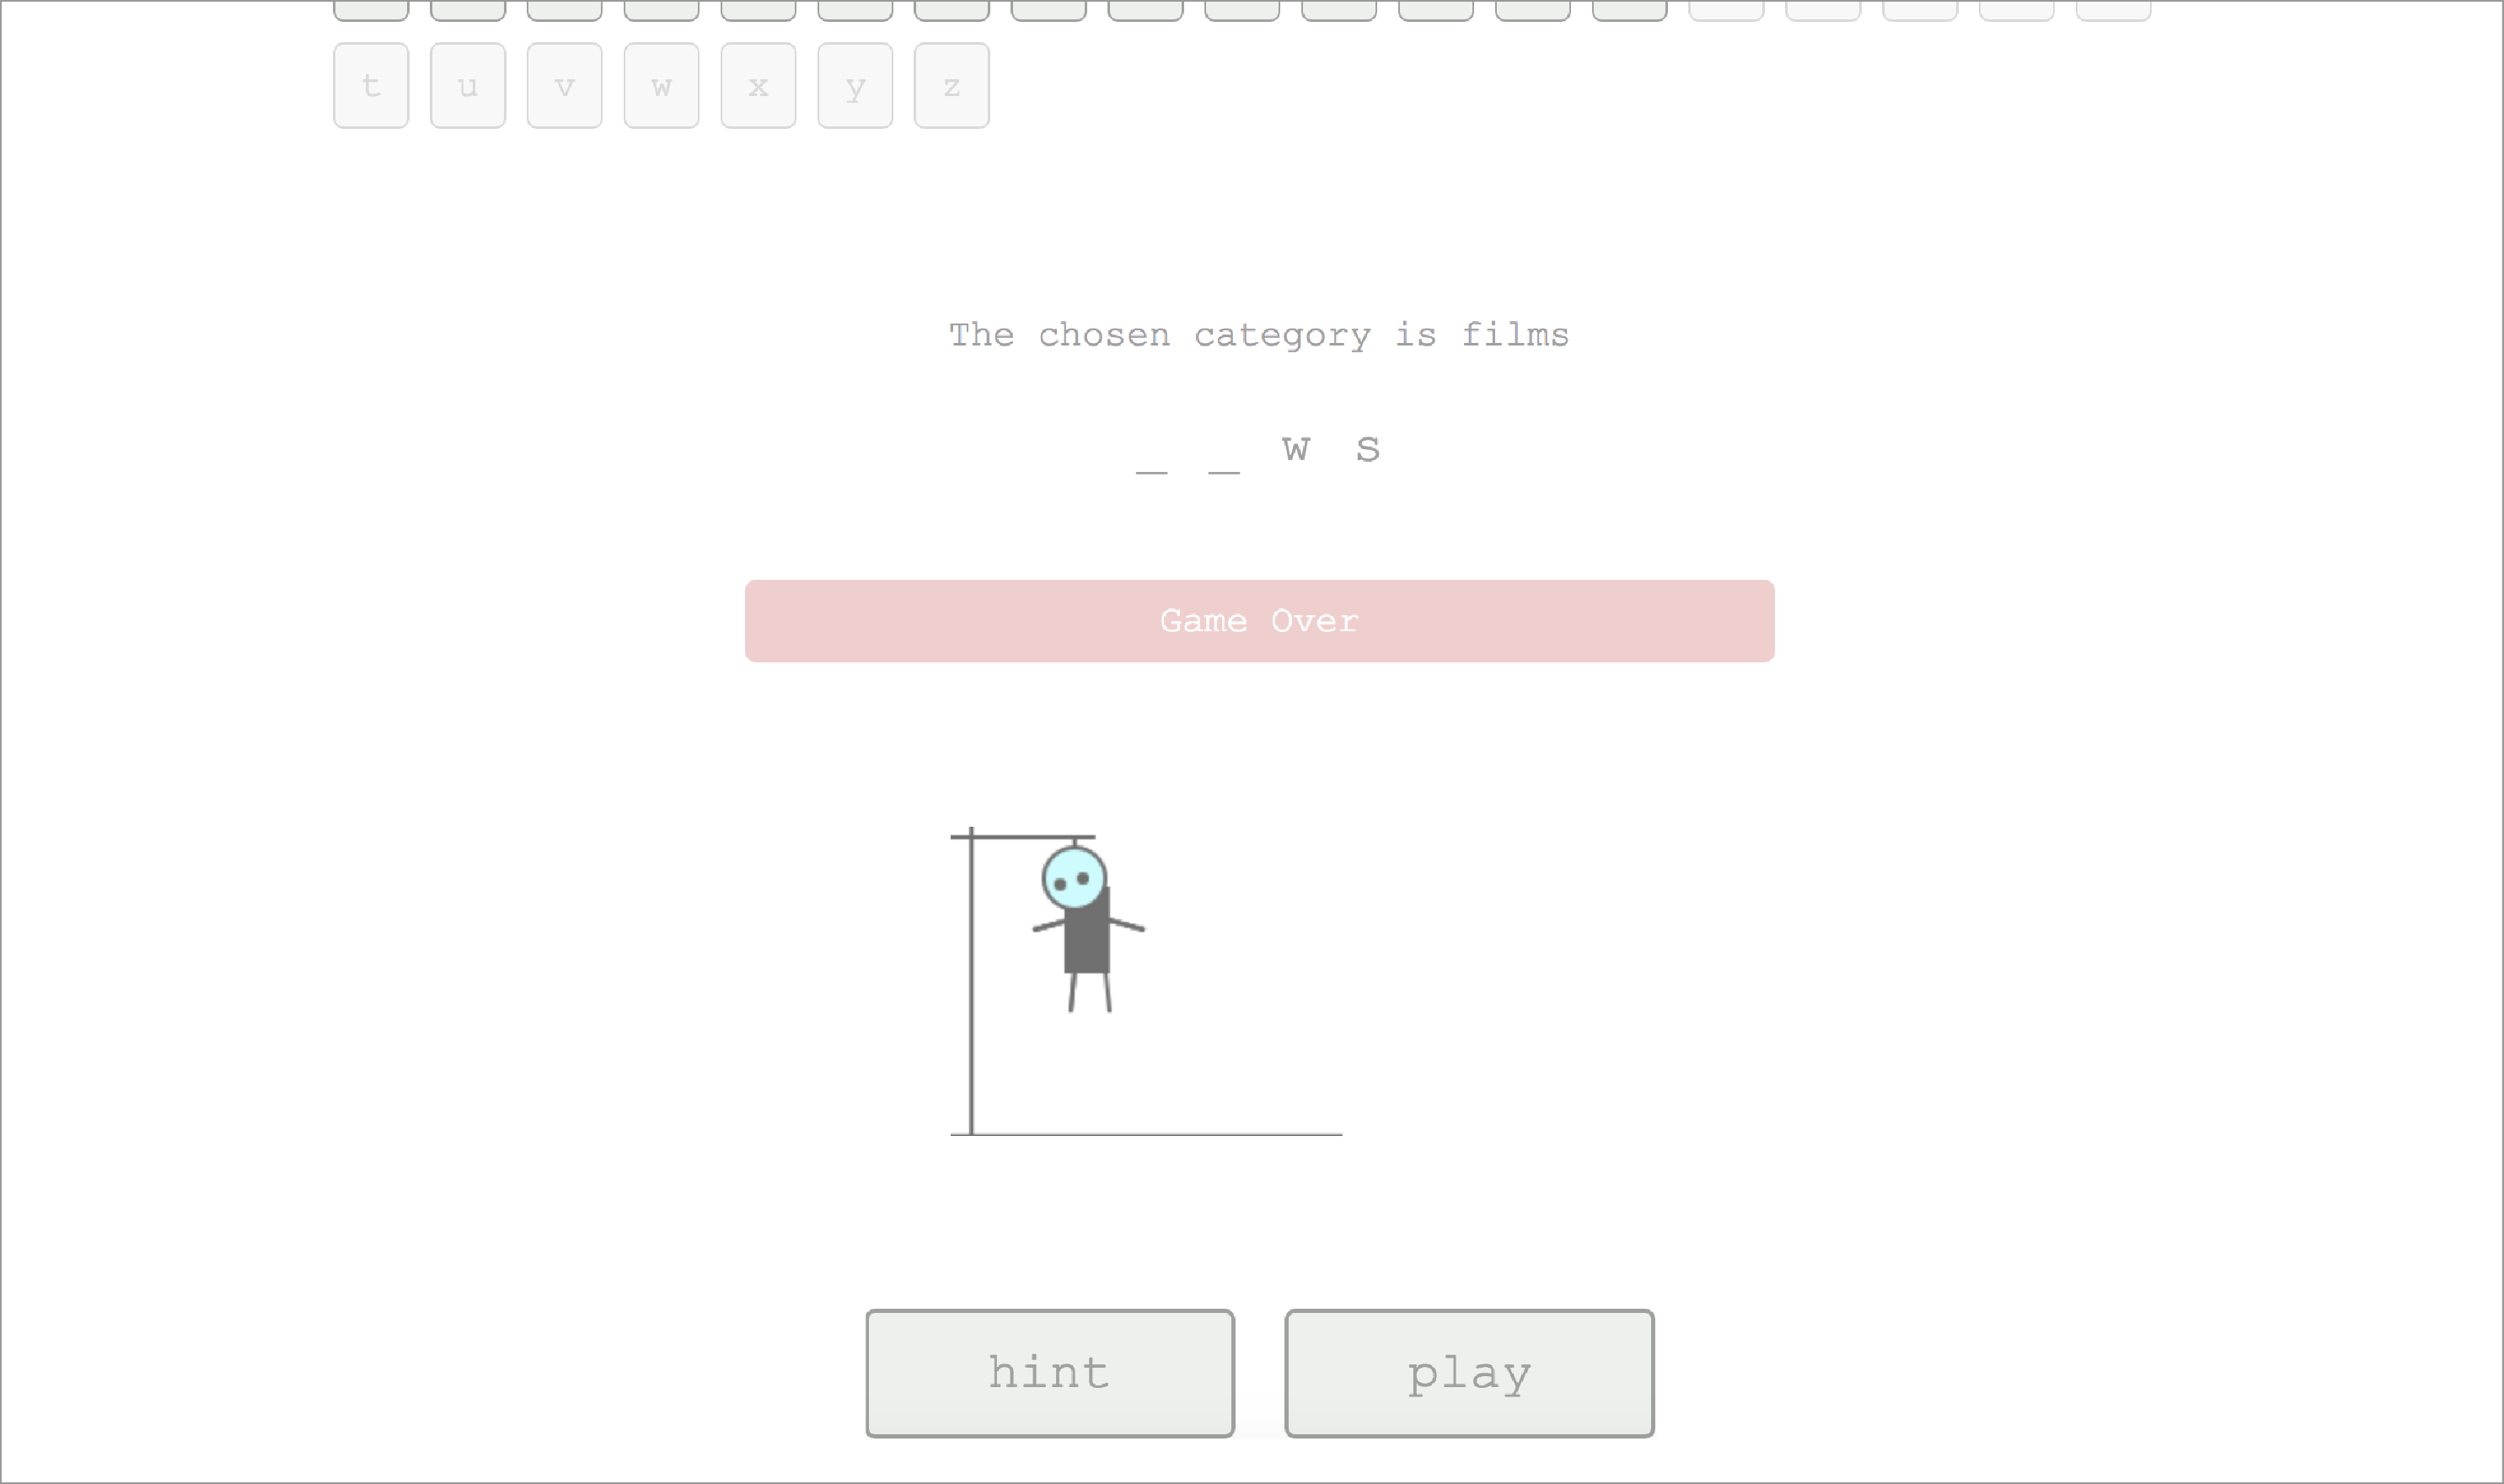 t u v w x y z
The chosen category is films
_ _ w s
Game Over
hint play